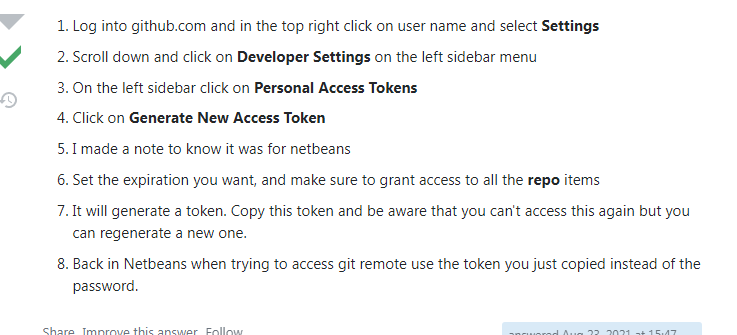 1. Log into github.com and in the top right click on user name and select Settings
2. Scroll down and click on Developer Settings on the left sidebar menu
3. On the left sidebar click on Personal Access Tokens
4. Click on Generate New Access Token
5. I made a note to know it was for netbeans
6. Set the expiration you want, and make sure to grant access to all the repo items
7. It will generate a token. Copy this token and be aware that you can't access this again but you
can regenerate a new one.
8. Back in Netbeans when trying to access git remote use the token you just copied instead of the
password.
Share Improve this answer Follow
answered Aug 23, 2021 at 15:47